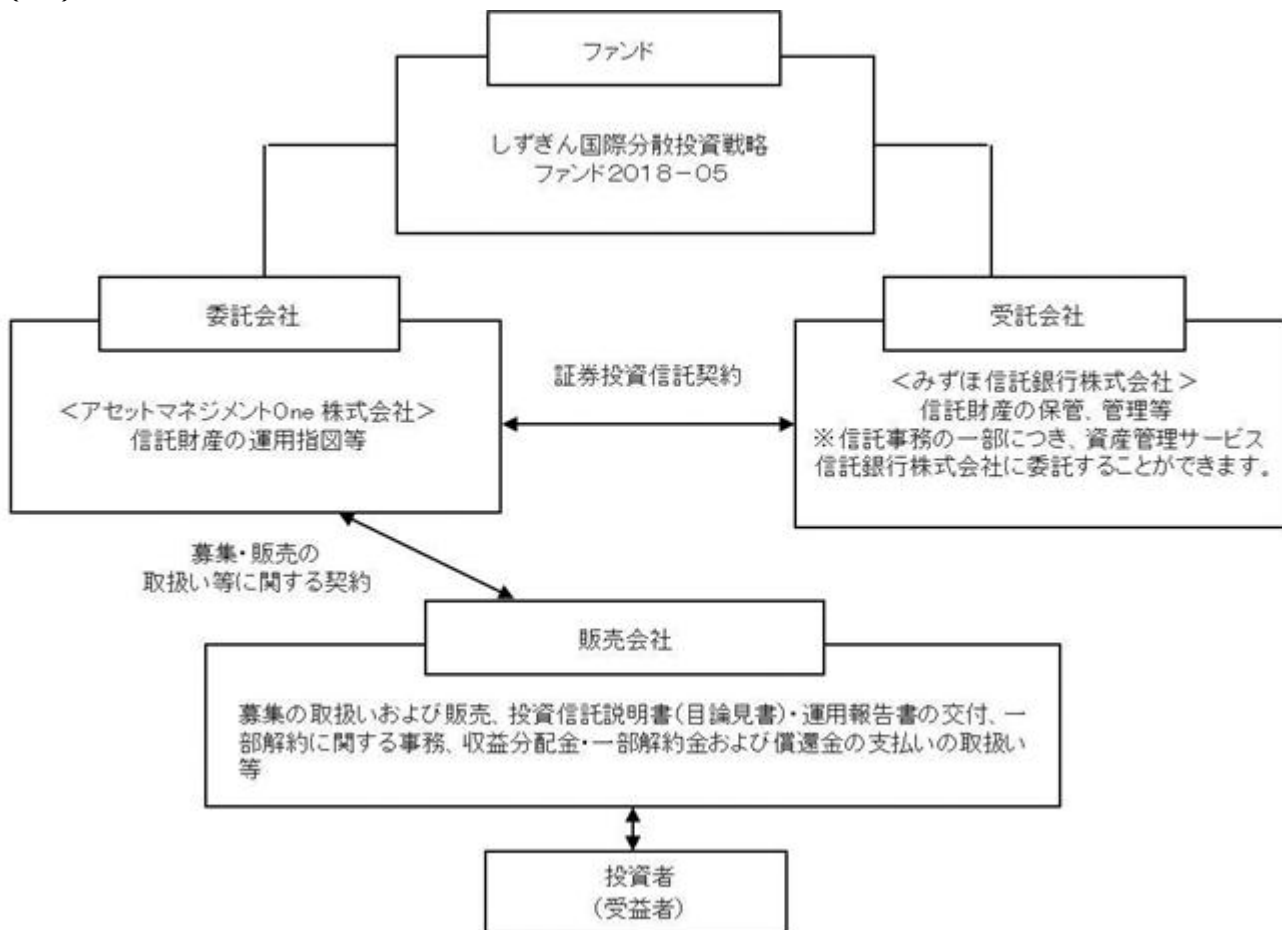 ファンド
しずぎん国際分散投資戦略
ファンド2018－05
委託会社
＜アセットマネジメントOne 株式会社＞
信託財産の運用指図等
証券投資信託契約
受託会社
＜みずほ信託銀行株式会社＞
信託財産の保管、管理等
※信託事務の一部につき、資産管理サービス
信託銀行株式会社に委託することができます。
募集・販売の
取扱い等に関する契約
販売会社
募集の取扱いおよび販売、投資信託説明書(目論見書)・運用報告書の交付、一
部解約に関する事務、収益分配金・一部解約金および償還金の支払いの取扱い
等
投資者
(受益者)